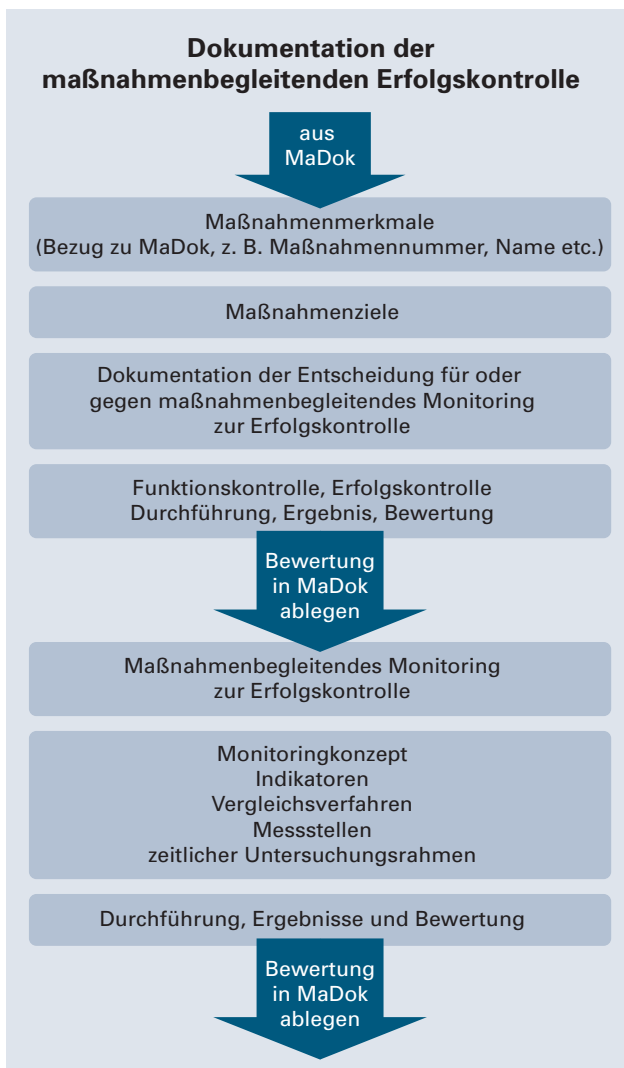 Dokumentation der
maßnahmenbegleitenden Erfolgskontrolle
aus
MaDok
Maßnahmenmerkmale
(Bezug zu MaDok, z. B. Maßnahmennummer, Name etc.)
Maßnahmenziele
Dokumentation der Entscheidung für oder
gegen maßnahmenbegleitendes Monitoring
zur Erfolgskontrolle
Funktionskontrolle, Erfolgskontrolle
Durchführung, Ergebnis, Bewertung
Bewertung
in MaDok
ablegen
Maßnahmenbegleitendes Monitoring
zur Erfolgskontrolle
Monitoringkonzept
Indikatoren
Vergleichsverfahren
Messstellen
zeitlicher Untersuchungsrahmen
Durchführung, Ergebnisse und Bewertung
Bewertung
in MaDok
ablegen